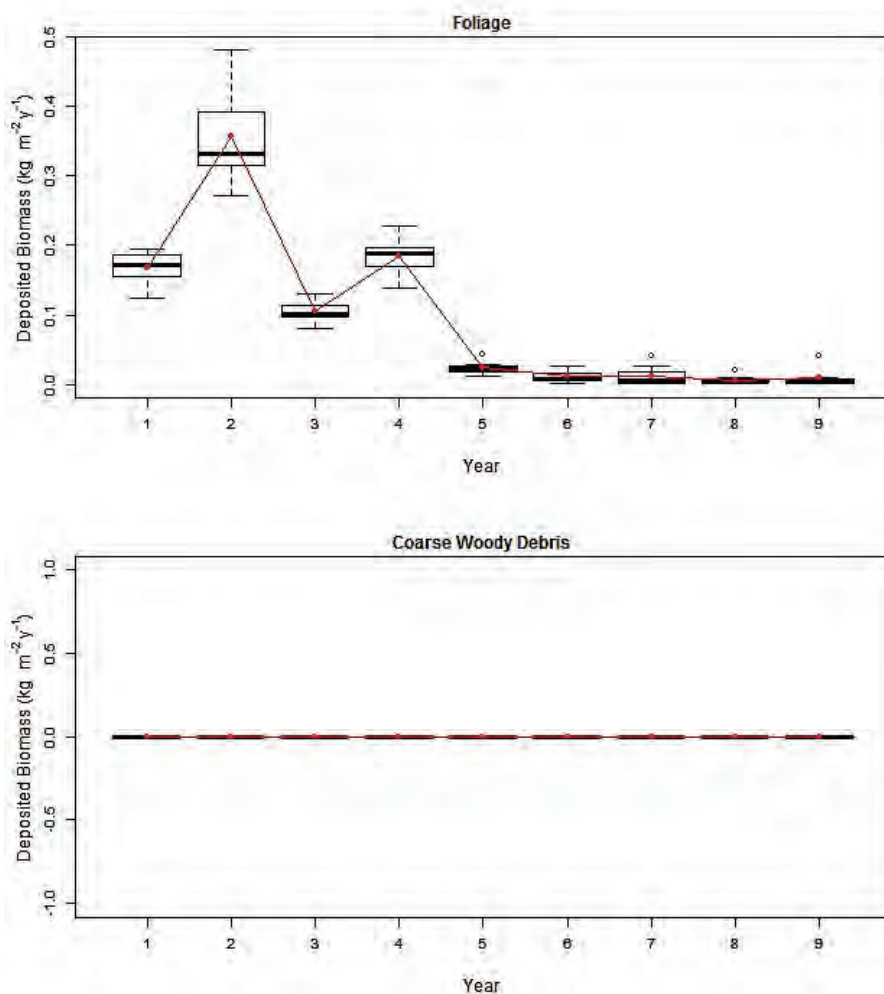 Foliage
Deposited Biomass (kg m⁻² y⁻¹)
0.5
0.4
0.3
0.2
0.1
0.0
1 2 3 4 5 6 7 8 9
Year
Coarse Woody Debris
Deposited Biomass (kg m⁻² y⁻¹)
1.0
0.5
0.0
-0.5
-1.0
1 2 3 4 5 6 7 8 9
Year